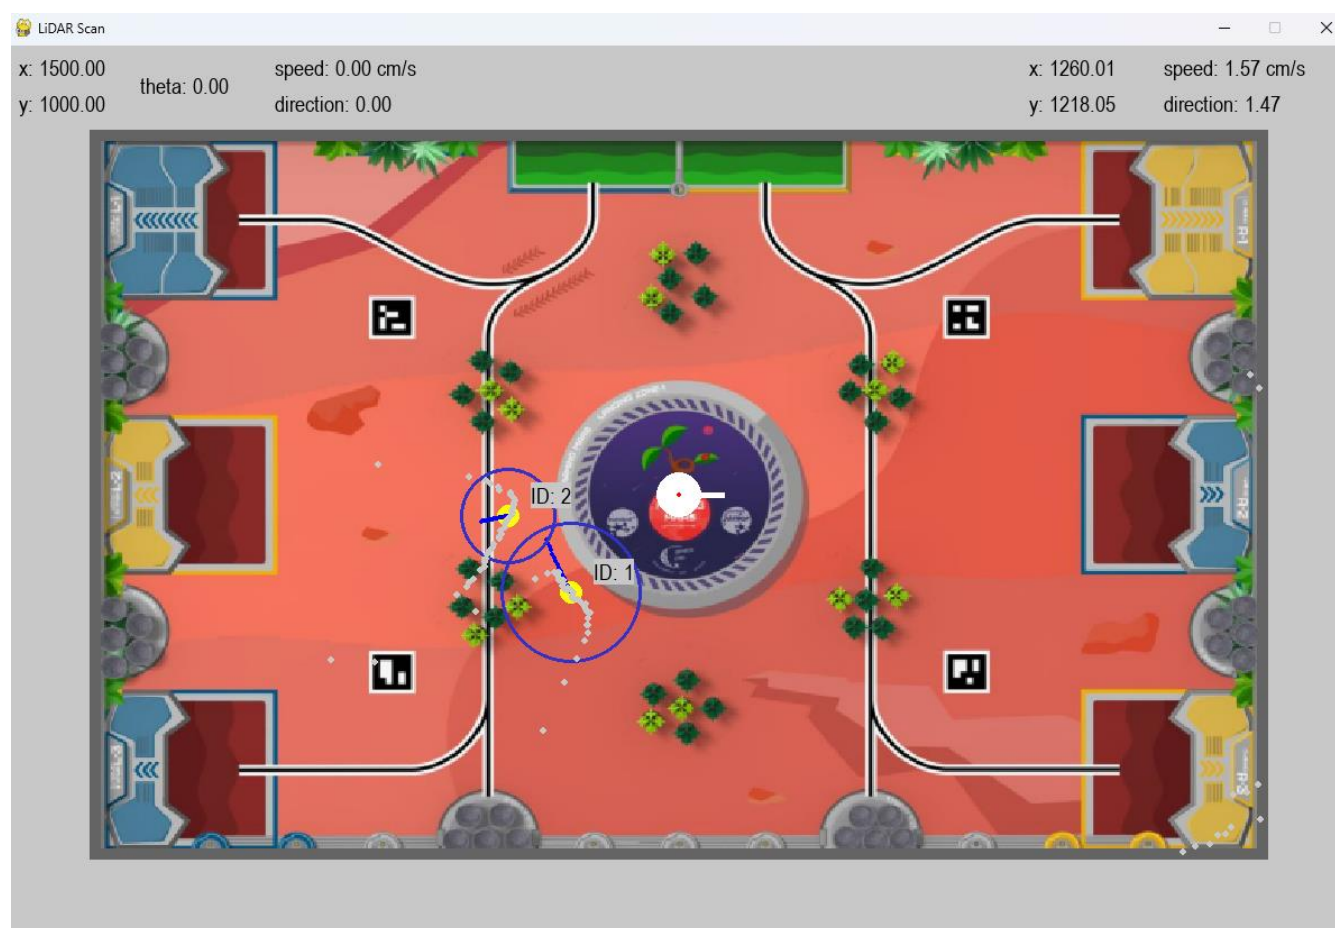 LiDAR Scan
x: 1500.00
y: 1000.00
theta: 0.00
speed: 0.00 cm/s
direction: 0.00
x: 1260.01
y: 1218.05
speed: 1.57 cm/s
direction: 1.47
ID: 2
ID: 1